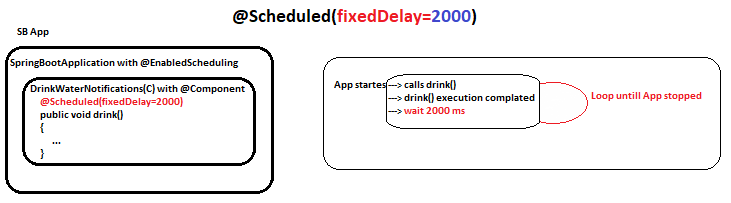 @Scheduled(fixedDelay=2000)
SB App
SpringBootApplication with @EnabledScheduling
DrinkWaterNotifications(C) with @Component
@Scheduled(fixedDelay=2000)
public void drink()
{
...
}
App startes ---> calls drink()
---> drink() execution complated
---> wait 2000 ms
Loop untill App stopped